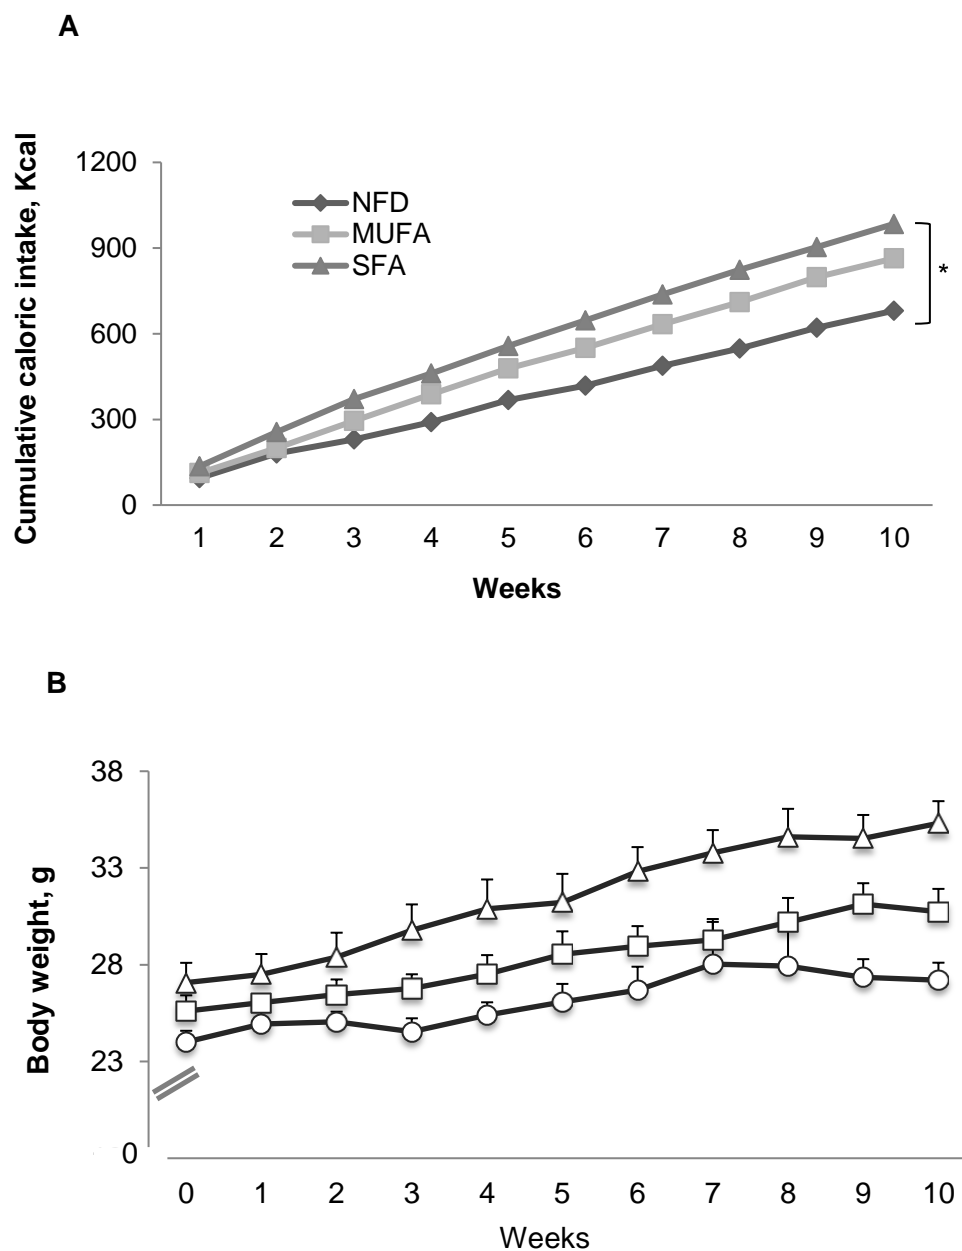 A
Cumulative caloric intake, Kcal
1200
900
600
300
0
NFD
MUFA
SFA
*
1 2 3 4 5 6 7 8 9 10
Weeks
B
Body weight, g
38
33
28
23
0
0 1 2 3 4 5 6 7 8 9 10
Weeks